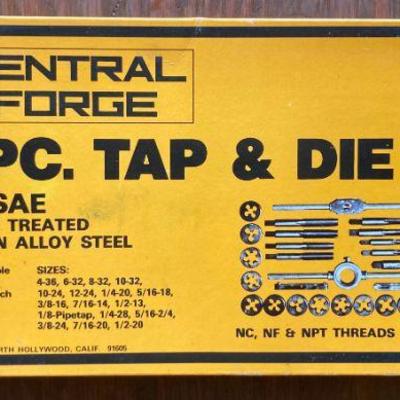 ENTRAL
FORGE
PC. TAP & DIE
SAE
TREATED
N ALLOY STEEL
SIZES:
4-36, 6-32, 8-32, 10-32,
10-24, 12-24, 1/4-20, 5/16-18,
3/8-16, 7/16-14, 1/2-13,
1/8-Pipetap, 1/4-28, 5/16-2/4,
3/8-24, 7/16-20, 1/2-20
NC, NF & NPT THREADS
RTH HOLLYWOOD, CALIF. 91605